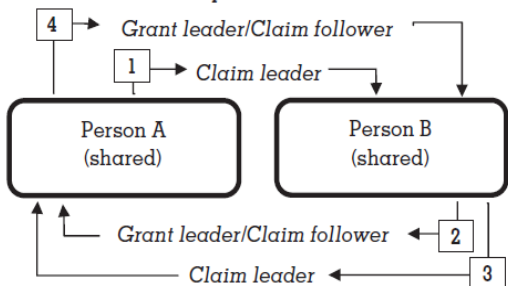 4 Grant leader/Claim follower
1 Claim leader
Person A
(shared)
Person B
(shared)
Grant leader/Claim follower 2
Claim leader 3